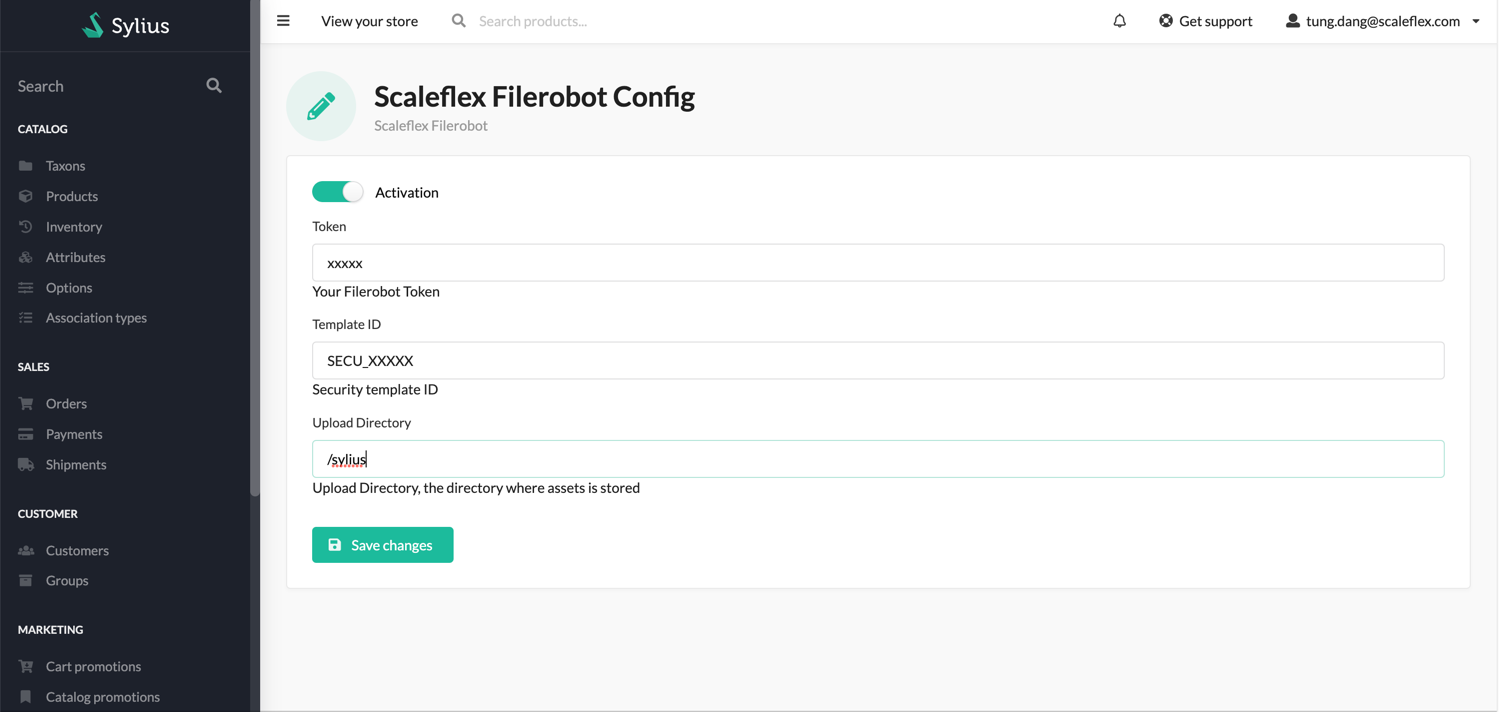 Sylius
Search
CATALOG
Taxons
Products
Inventory
Attributes
Options
Association types
SALES
Orders
Payments
Shipments
CUSTOMER
Customers
Groups
MARKETING
Cart promotions
Catalog promotions
View your store
Search products...
Get support
tung.dang@scaleflex.com
Scaleflex Filerobot Config
Scaleflex Filerobot
Activation
Token
xxxxx
Your Filerobot Token
Template ID
SECU_XXXXX
Security template ID
Upload Directory
/sylius
Upload Directory, the directory where assets is stored
Save changes